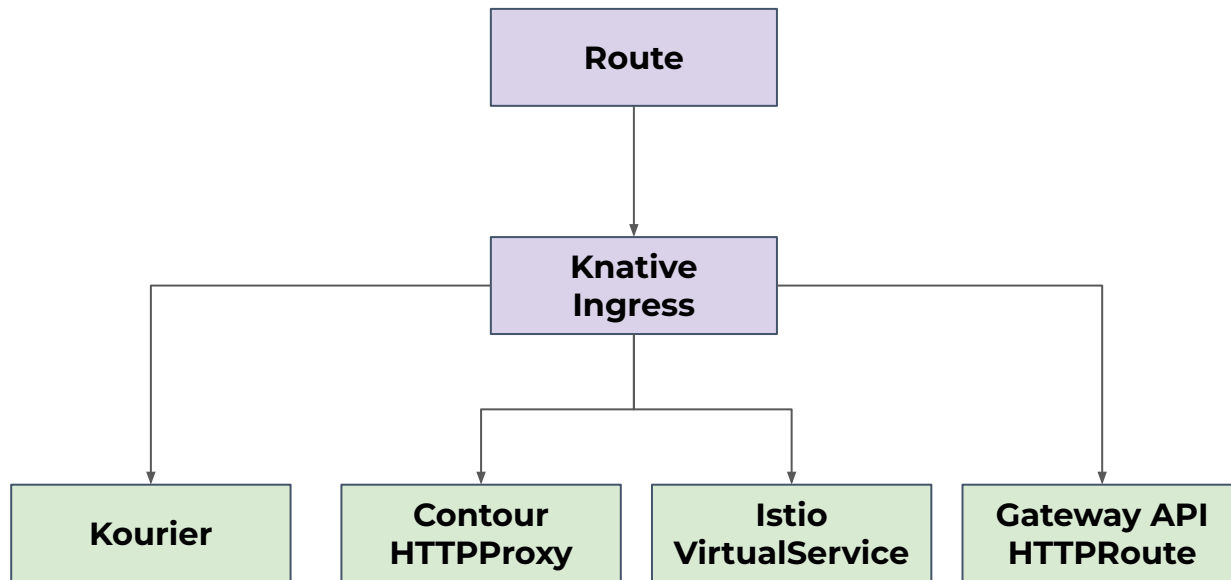 Route
Knative
Ingress
Kourier
Contour
HTTPProxy
Istio
VirtualService
Gateway API
HTTPRoute